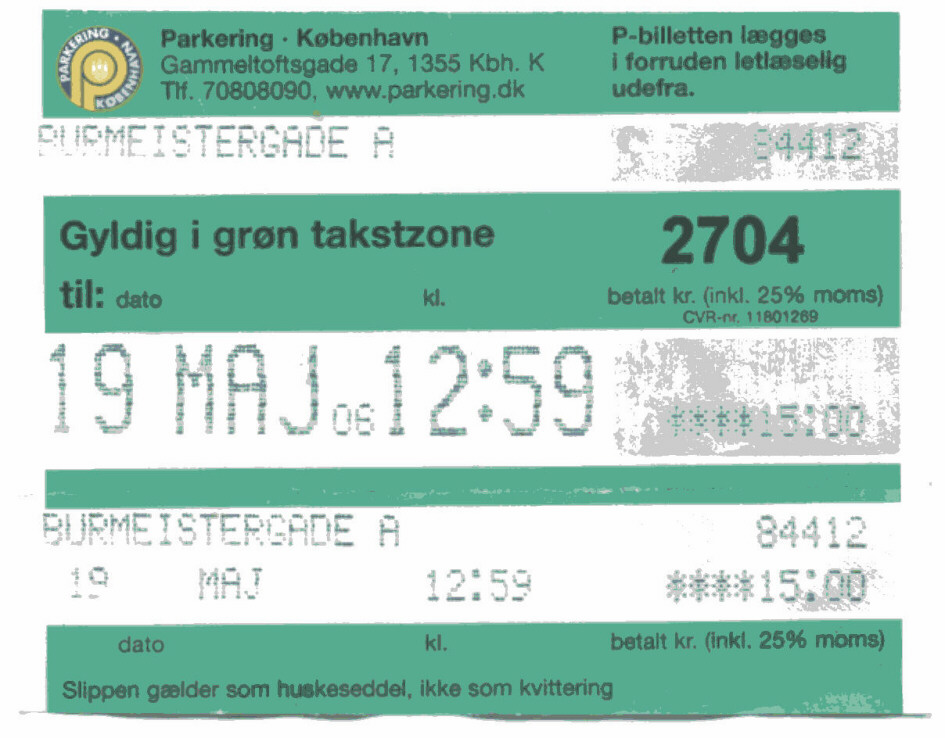 PARKERING · KØBENHAVN
Parkering · København
Gammeltoftsgade 17, 1355 Kbh. K
Tlf. 70808090, www.parkering.dk
P-billetten lægges
i forruden letlæselig
udefra.
BURMEISTERGADE A 84412
Gyldig i grøn takstzone 2704
til: dato kl. betalt kr. (inkl. 25% moms)
CVR-nr. 11801269
19 MAJ 06 12:59 ****15:00
BURMEISTERGADE A 84412
19 MAJ 12:59 ****15:00
dato kl. betalt kr. (inkl. 25% moms)
Slippen gælder som huskeseddel, ikke som kvittering